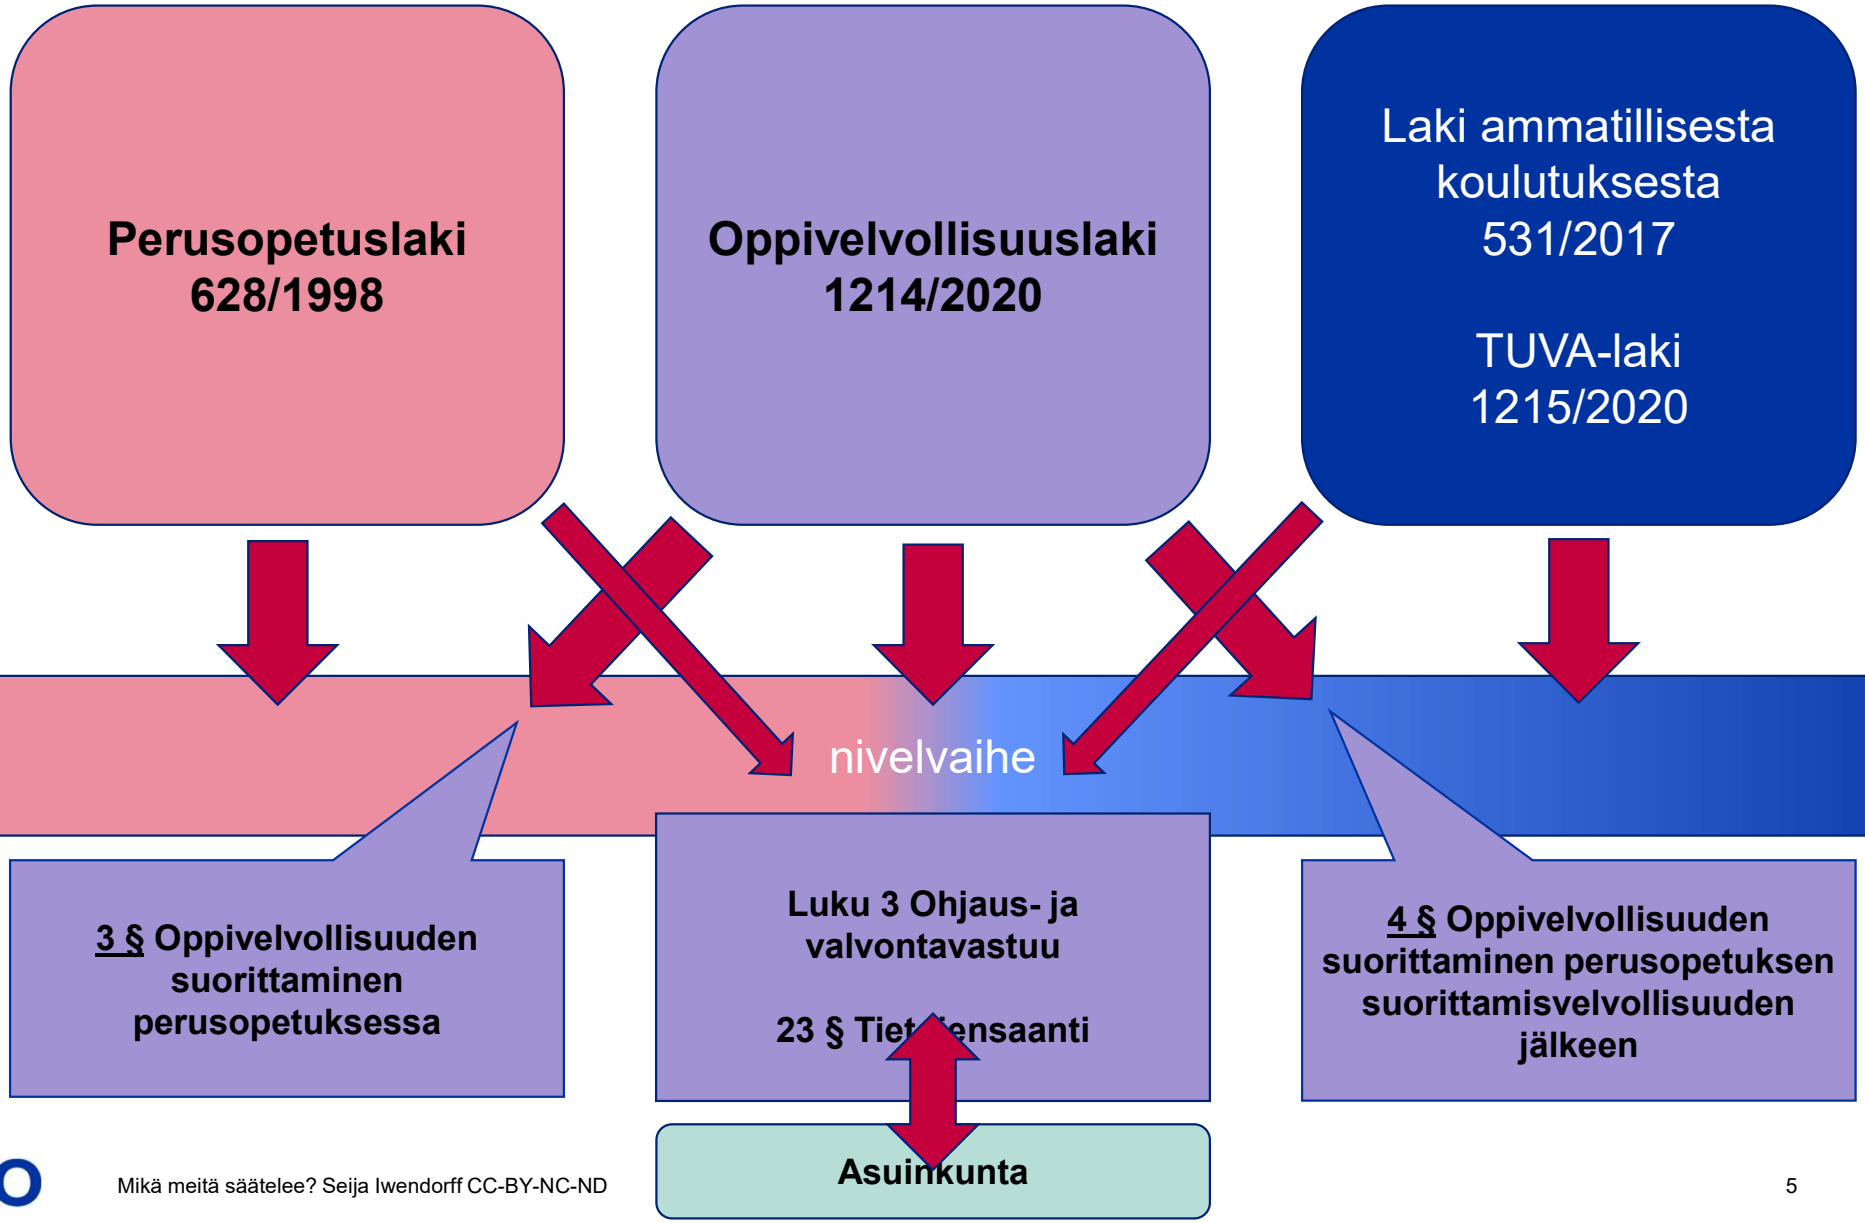 Perusopetuslaki
628/1998
Oppivelvollisuuslaki
1214/2020
Laki ammatillisesta
koulutuksesta
531/2017
TUVA-laki
1215/2020
nivelvaihe
3 § Oppivelvollisuuden
suorittaminen
perusopetuksessa
Luku 3 Ohjaus- ja
valvontavastuu
23 §
4 § Oppivelvollisuuden
suorittaminen perusopetuksen
suorittamisvelvollisuuden
jälkeen
Asuinkunta
O
Mikä meitä säätelee? Seija Iwendorff CC-BY-NC-ND
5